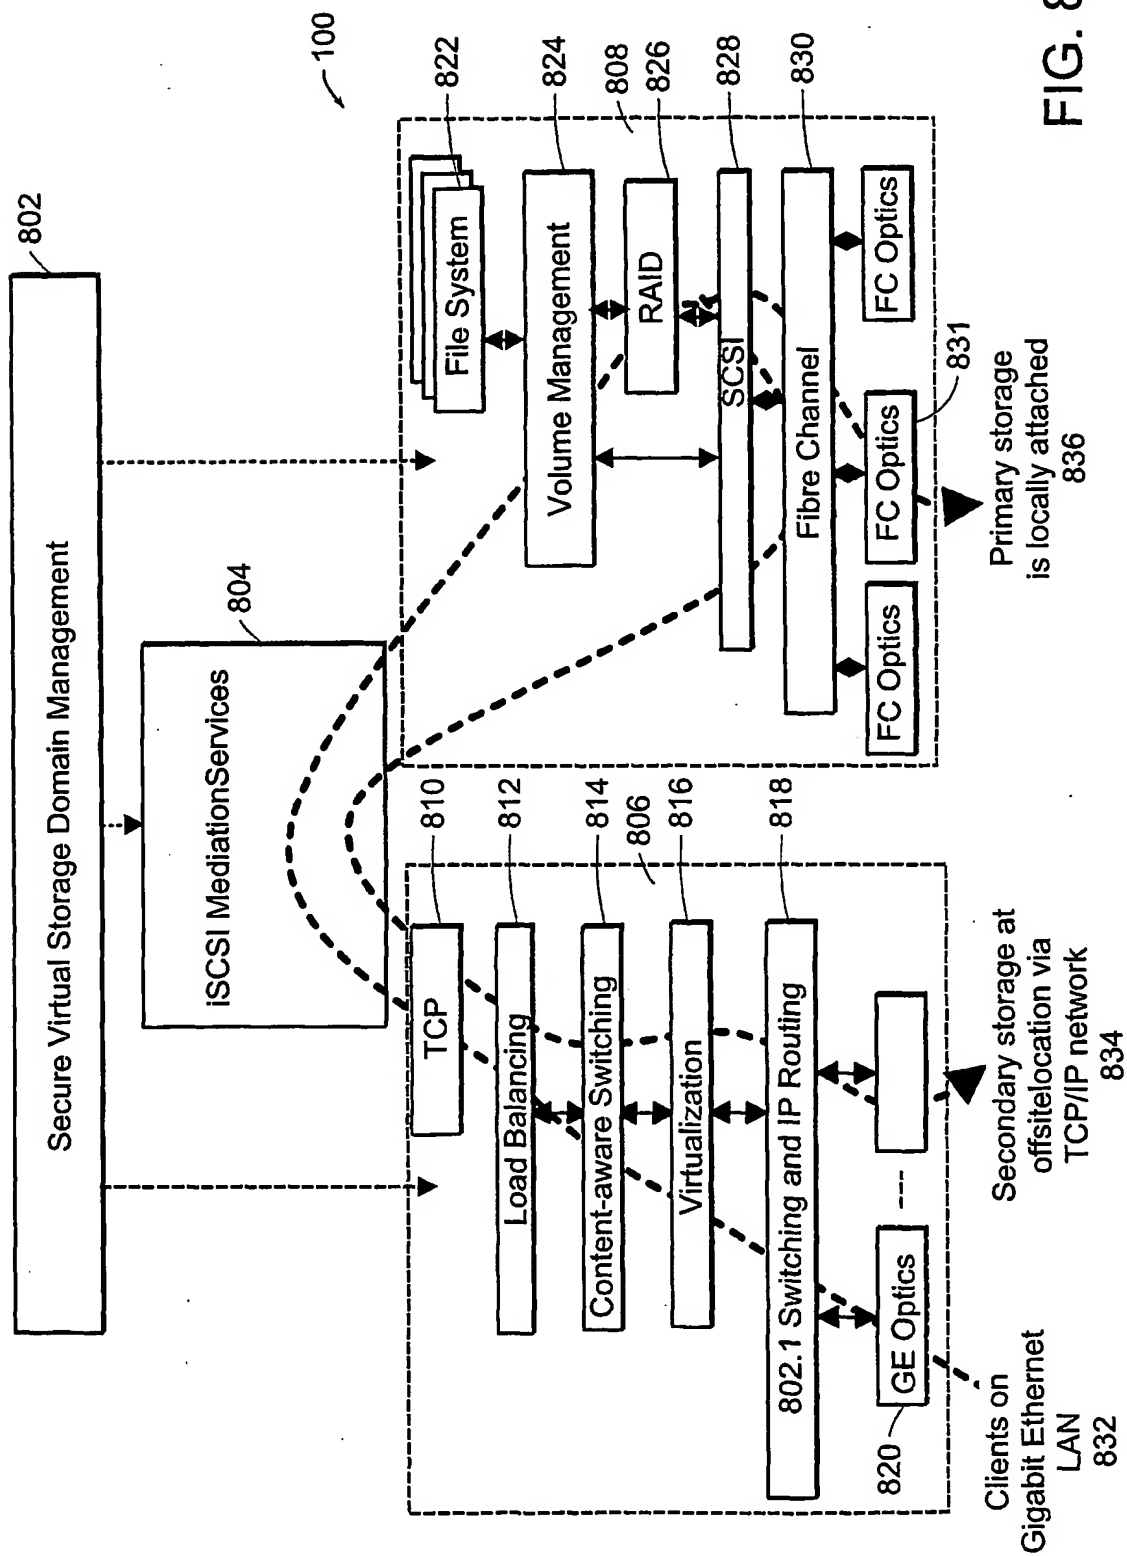 802
Secure Virtual Storage Domain Management
100
804
iSCSI MediationServices
810
TCP
812
Load Balancing
814
Content-aware Switching
806
816
Virtualization
818
802.1 Switching and IP Routing
820
GE Optics
822
File System
824
Volume Management
808
826
RAID
828
SCSI
830
Fibre Channel
FC Optics
FC Optics
FC Optics
831
Clients on
Gigabit Ethernet
LAN
832
Secondary storage at
offsitelocation via
TCP/IP network
834
Primary storage
is locally attached
836
FIG. 8